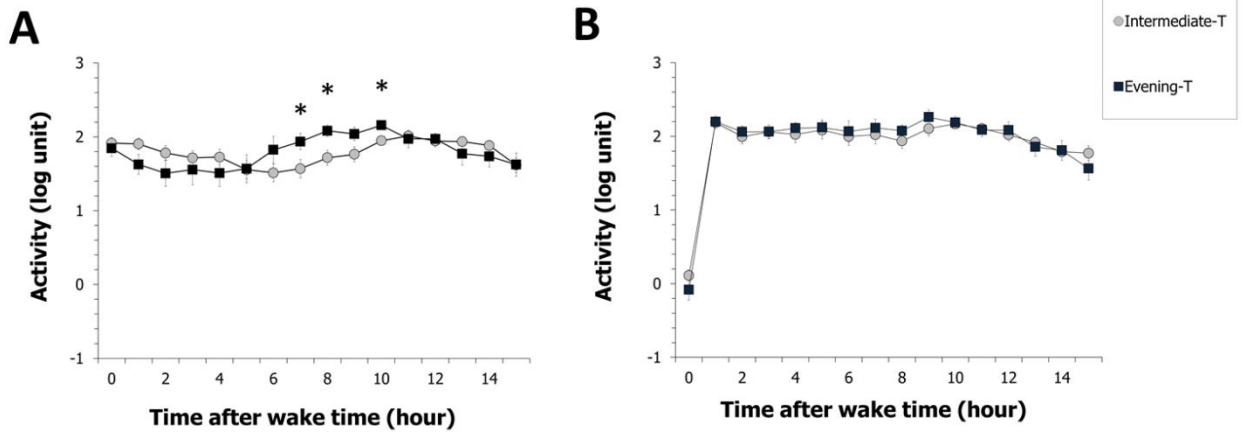 A
B
Intermediate-T
Evening-T
Activity (log unit)
3
2
1
0
-1
* * *
0 2 4 6 8 10 12 14
Time after wake time (hour)
Activity (log unit)
3
2
1
0
-1
0 2 4 6 8 10 12 14
Time after wake time (hour)